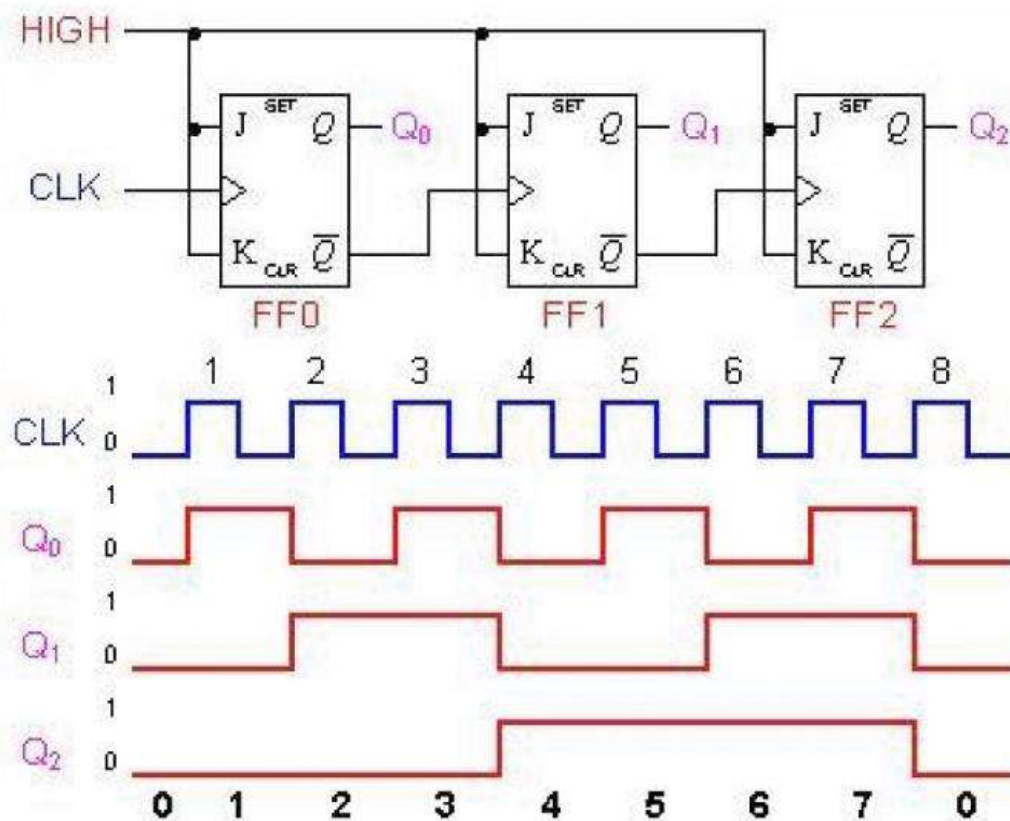 HIGH
SET SET SET
J Q Q₀ J Q Q₁ J Q Q₂
CLK
K CLR Q̅ K CLR Q̅ K CLR Q̅
FF0 FF1 FF2
1 2 3 4 5 6 7 8
1
CLK 0
1
Q₀ 0
1
Q₁ 0
1
Q₂ 0
0 1 2 3 4 5 6 7 0